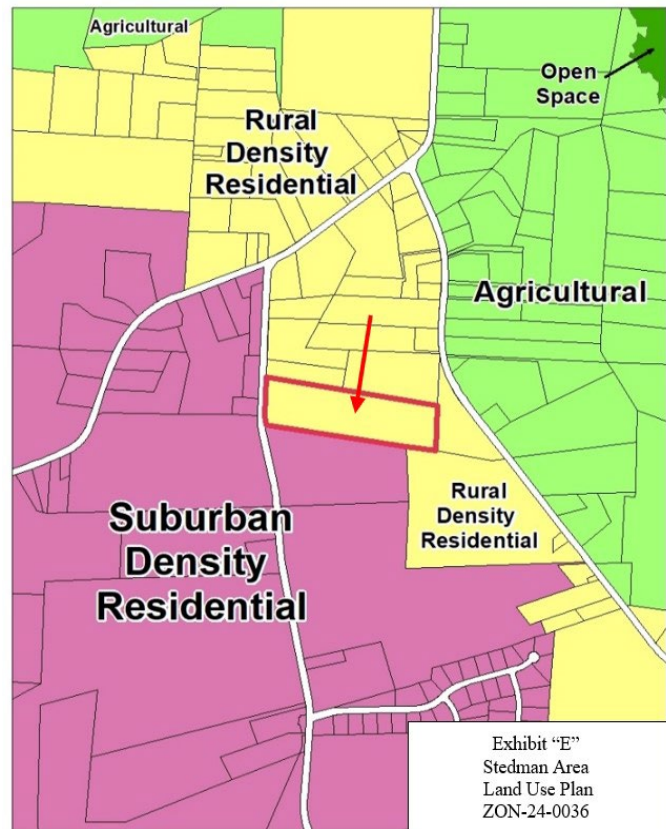 Agricultural
Open
Space
Rural
Density
Residential
Agricultural
Rural
Density
Residential
Suburban
Density
Residential
Exhibit “E”
Stedman Area
Land Use Plan
ZON-24-0036